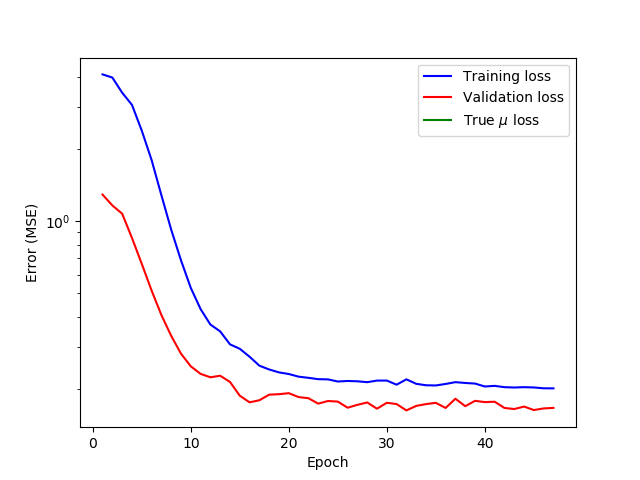 Training loss
Validation loss
True μ loss
10⁰
Error (MSE)
0 10 20 30 40
Epoch